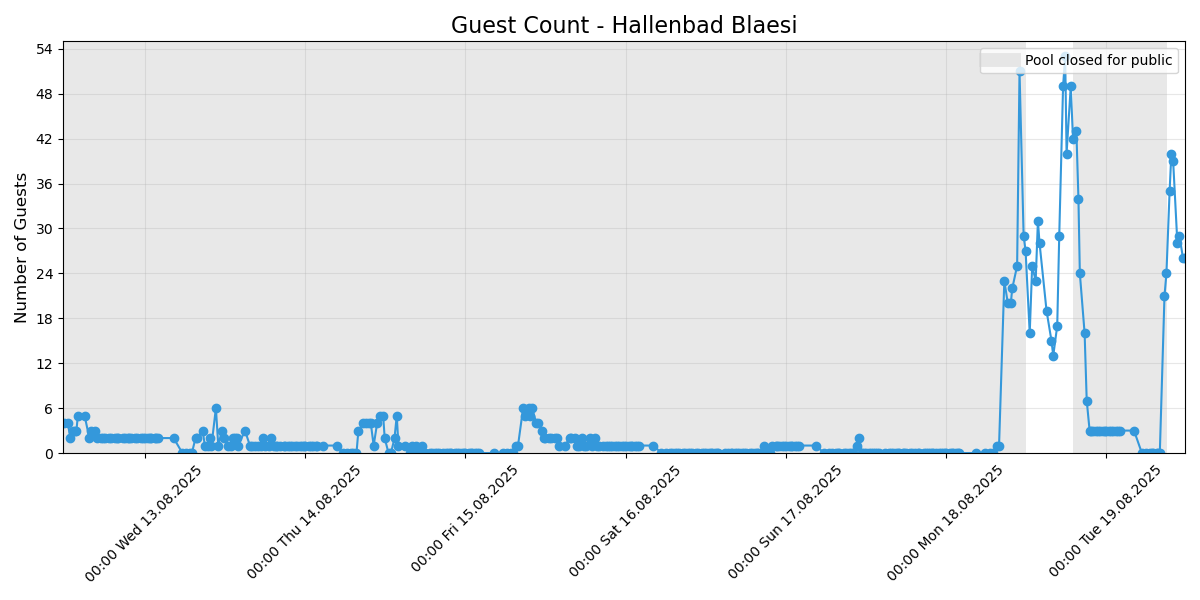 Guest Count - Hallenbad Blaesi
Pool closed for public
Number of Guests
54
48
42
36
30
24
18
12
6
0
00:00 Wed 13.08.2025
00:00 Thu 14.08.2025
00:00 Fri 15.08.2025
00:00 Sat 16.08.2025
00:00 Sun 17.08.2025
00:00 Mon 18.08.2025
00:00 Tue 19.08.2025